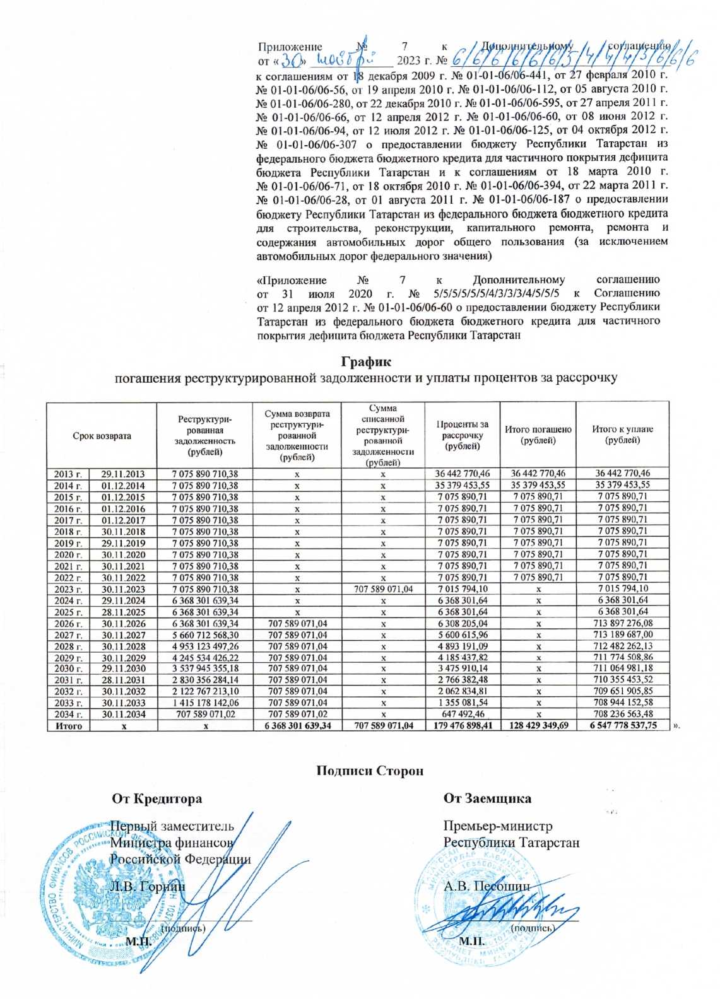 Приложение № 7 к Дополнительному соглашению
от «30» ноября 2023 г. № 6/6/6/6/6/6/5/4/4/4/5/6/6/6
к соглашениям от 18 декабря 2009 г. № 01-01-06/06-441, от 27 февраля 2010 г.
№ 01-01-06/06-56, от 19 апреля 2010 г. № 01-01-06/06-112, от 05 августа 2010 г.
№ 01-01-06/06-280, от 22 декабря 2010 г. № 01-01-06/06-595, от 27 апреля 2011 г.
№ 01-01-06/06-66, от 12 апреля 2012 г. № 01-01-06/06-60, от 08 июня 2012 г.
№ 01-01-06/06-94, от 12 июля 2012 г. № 01-01-06/06-125, от 04 октября 2012 г.
№ 01-01-06/06-307 о предоставлении бюджету Республики Татарстан из
федерального бюджета бюджетного кредита для частичного покрытия дефицита
бюджета Республики Татарстан и к соглашениям от 18 марта 2010 г.
№ 01-01-06/06-71, от 18 октября 2010 г. № 01-01-06/06-394, от 22 марта 2011 г.
№ 01-01-06/06-28, от 01 августа 2011 г. № 01-01-06/06-187 о предоставлении
бюджету Республики Татарстан из федерального бюджета бюджетного кредита
для строительства, реконструкции, капитального ремонта, ремонта и
содержания автомобильных дорог общего пользования (за исключением
автомобильных дорог федерального значения)
«Приложение № 7 к Дополнительному соглашению
от 31 июля 2020 г. № 5/5/5/5/5/5/4/3/3/3/4/5/5/5 к Соглашению
от 12 апреля 2012 г. № 01-01-06/06-60 о предоставлении бюджету Республики
Татарстан из федерального бюджета бюджетного кредита для частичного
покрытия дефицита бюджета Республики Татарстан
График
погашения реструктурированной задолженности и уплаты процентов за рассрочку
Срок возврата | Реструктури-рованная задолженность (рублей) | Сумма возврата реструктури-рованной задолженности (рублей) | Сумма списанной реструктури-рованной задолженности (рублей) | Проценты за рассрочку (рублей) | Итого погашено (рублей) | Итого к уплате (рублей)
2013 г. 29.11.2013 7 075 890 710,38 x x 36 442 770,46 36 442 770,46 36 442 770,46
2014 г. 01.12.2014 7 075 890 710,38 x x 35 379 453,55 35 379 453,55 35 379 453,55
2015 г. 01.12.2015 7 075 890 710,38 x x 7 075 890,71 7 075 890,71 7 075 890,71
2016 г. 01.12.2016 7 075 890 710,38 x x 7 075 890,71 7 075 890,71 7 075 890,71
2017 г. 01.12.2017 7 075 890 710,38 x x 7 075 890,71 7 075 890,71 7 075 890,71
2018 г. 30.11.2018 7 075 890 710,38 x x 7 075 890,71 7 075 890,71 7 075 890,71
2019 г. 29.11.2019 7 075 890 710,38 x x 7 075 890,71 7 075 890,71 7 075 890,71
2020 г. 30.11.2020 7 075 890 710,38 x x 7 075 890,71 7 075 890,71 7 075 890,71
2021 г. 30.11.2021 7 075 890 710,38 x x 7 075 890,71 7 075 890,71 7 075 890,71
2022 г. 30.11.2022 7 075 890 710,38 x x 7 075 890,71 7 075 890,71 7 075 890,71
2023 г. 30.11.2023 7 075 890 710,38 x 707 589 071,04 7 015 794,10 x 7 015 794,10
2024 г. 29.11.2024 6 368 301 639,34 x x 6 368 301,64 x 6 368 301,64
2025 г. 28.11.2025 6 368 301 639,34 x x 6 368 301,64 x 6 368 301,64
2026 г. 30.11.2026 6 368 301 639,34 707 589 071,04 x 6 308 205,04 x 713 897 276,08
2027 г. 30.11.2027 5 660 712 568,30 707 589 071,04 x 5 600 615,96 x 713 189 687,00
2028 г. 30.11.2028 4 953 123 497,26 707 589 071,04 x 4 893 191,09 x 712 482 262,13
2029 г. 30.11.2029 4 245 534 426,22 707 589 071,04 x 4 185 437,82 x 711 774 508,86
2030 г. 29.11.2030 3 537 945 355,18 707 589 071,04 x 3 475 910,14 x 711 064 981,18
2031 г. 28.11.2031 2 830 356 284,14 707 589 071,04 x 2 766 382,48 x 710 355 453,52
2032 г. 30.11.2032 2 122 767 213,10 707 589 071,04 x 2 062 834,81 x 709 651 905,85
2033 г. 30.11.2033 1 415 178 142,06 707 589 071,04 x 1 355 081,54 x 708 944 152,58
2034 г. 30.11.2034 707 589 071,02 707 589 071,02 x 647 492,46 x 708 236 563,48
Итого x x 6 368 301 639,34 707 589 071,04 179 476 898,41 128 429 349,69 6 547 778 537,75 ».
Подписи Сторон
От Кредитора От Заемщика
Первый заместитель Премьер-министр
Министра финансов Республики Татарстан
Российской Федерации
Л.В. Горнин А.В. Песошин
(подпись) (подпись)
М.П. М.П.
МИНИСТЕРСТВО ФИНАНСОВ РОССИЙСКОЙ ФЕДЕРАЦИИ